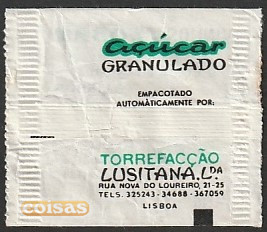 açúcar
GRANULADO
EMPACOTADO
AUTOMÀTICAMENTE POR:
TORREFACÇÃO
LUSITANA, L.DA
RUA NOVA DO LOUREIRO, 21-25
TELS. 325243 - 34688 - 367059
LISBOA
coisas